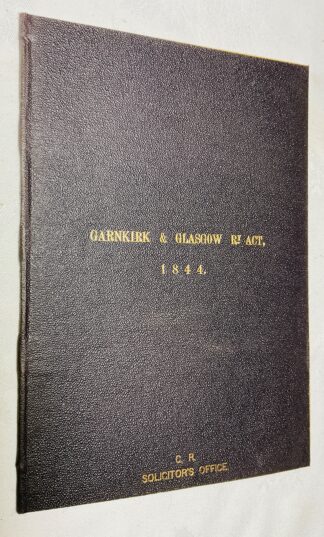 GARNKIRK & GLASGOW Ry ACT,
1844.
C. R.
SOLICITOR'S OFFICE.